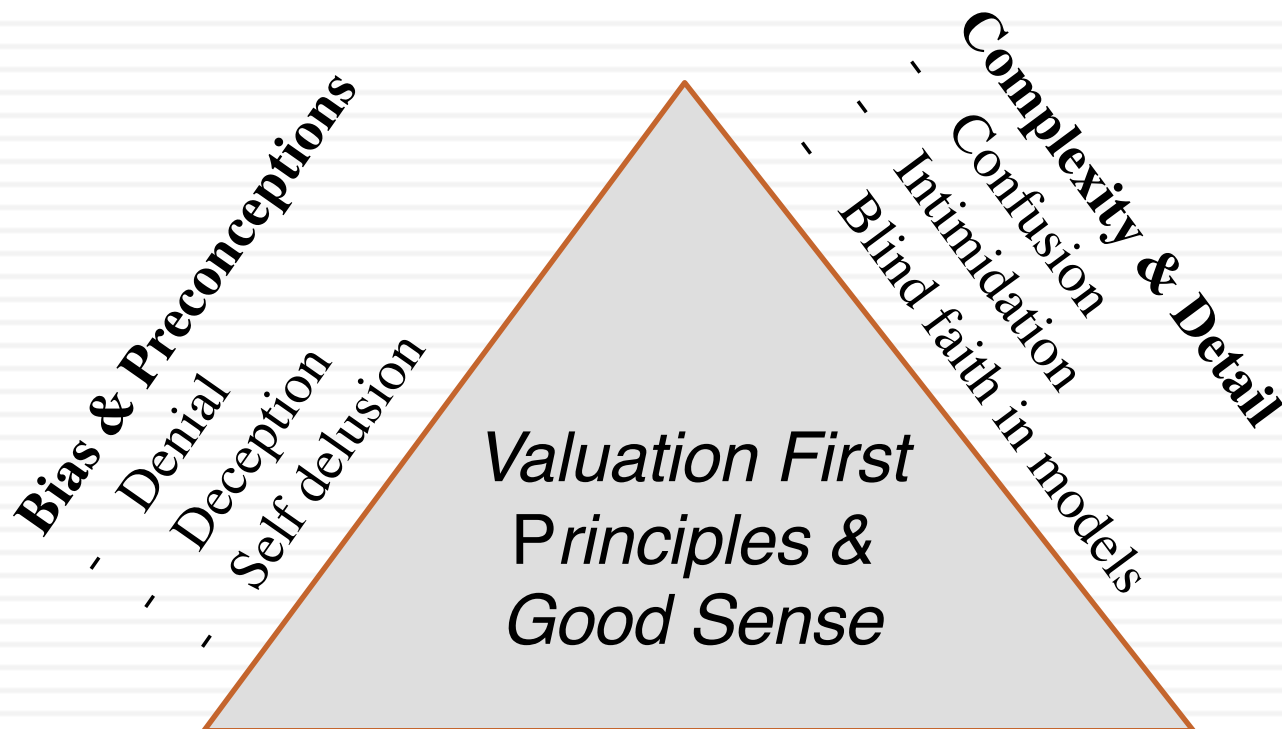 Bias & Preconceptions
- Denial
- Deception
- Self delusion
Complexity & Detail
- Confusion
- Intimidation
- Blind faith in models
Valuation First
Principles &
Good Sense